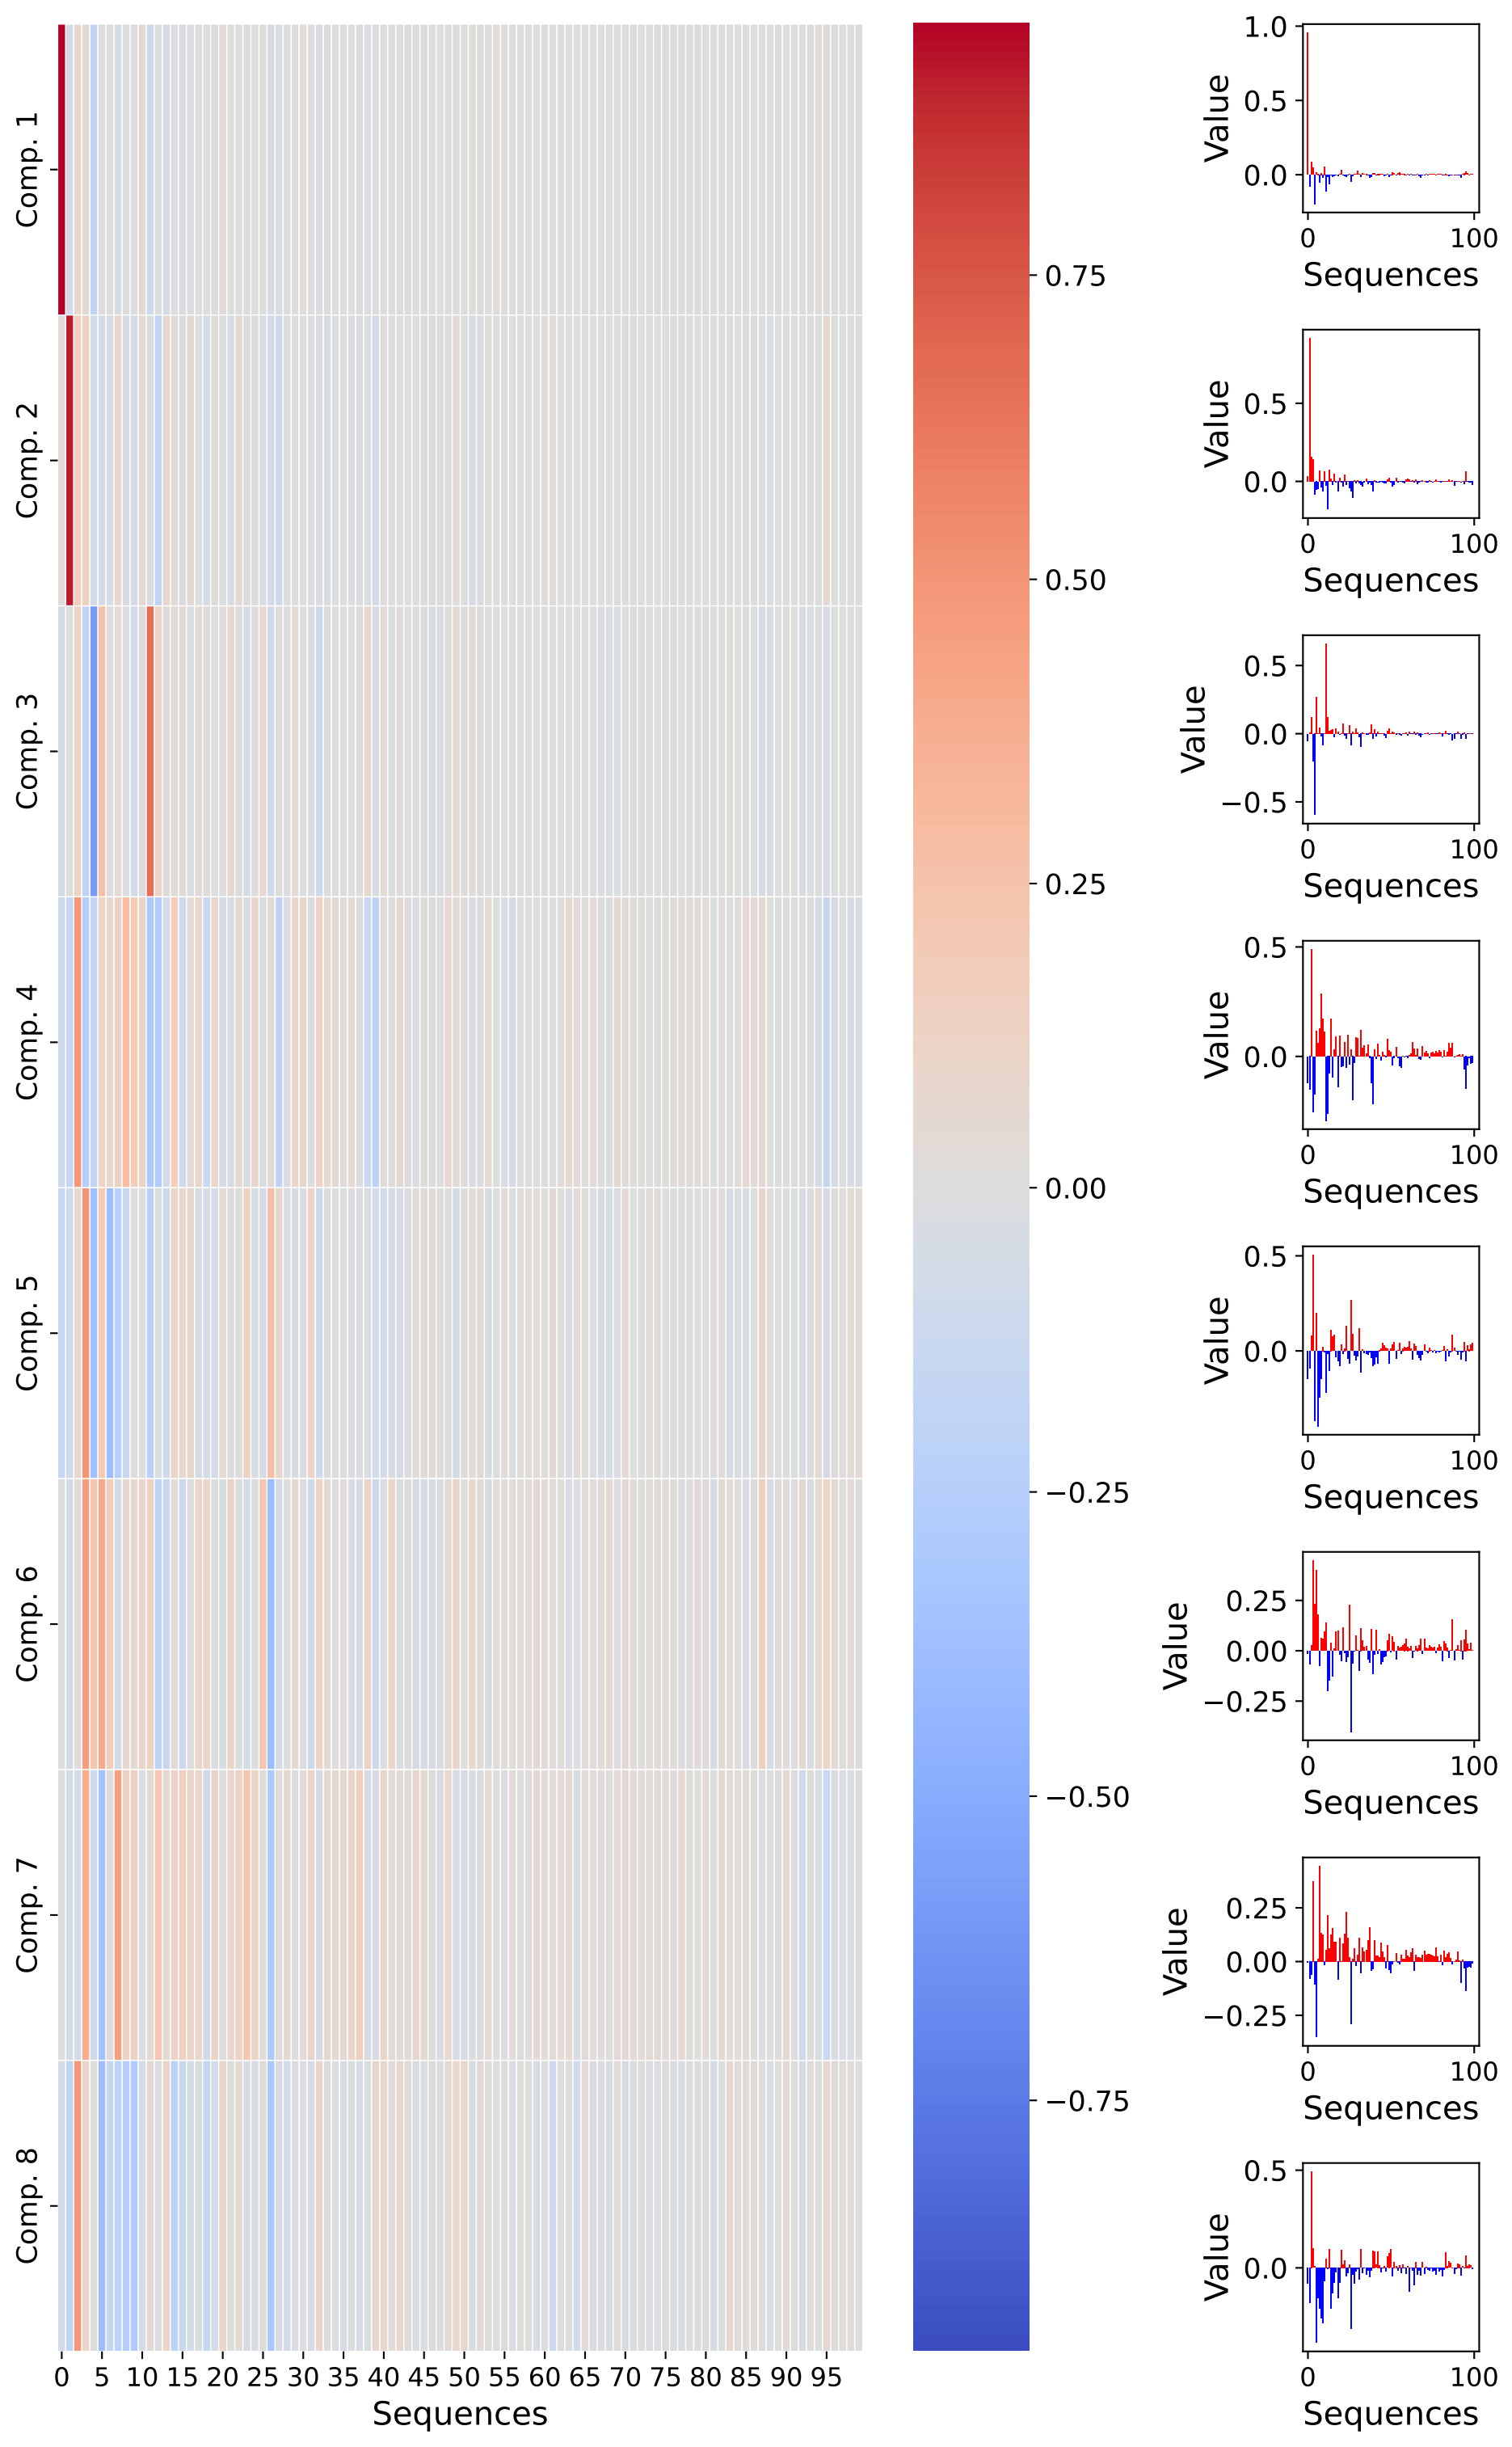 Comp. 1
Comp. 2
Comp. 3
Comp. 4
Comp. 5
Comp. 6
Comp. 7
Comp. 8
0 5 10 15 20 25 30 35 40 45 50 55 60 65 70 75 80 85 90 95
Sequences
0.75
0.50
0.25
0.00
−0.25
−0.50
−0.75
Value
1.0
0.5
0.0
0 100
Sequences
Value
0.5
0.0
0 100
Sequences
Value
0.5
0.0
−0.5
0 100
Sequences
Value
0.5
0.0
0 100
Sequences
Value
0.5
0.0
0 100
Sequences
Value
0.25
0.00
−0.25
0 100
Sequences
Value
0.25
0.00
−0.25
0 100
Sequences
Value
0.5
0.0
0 100
Sequences